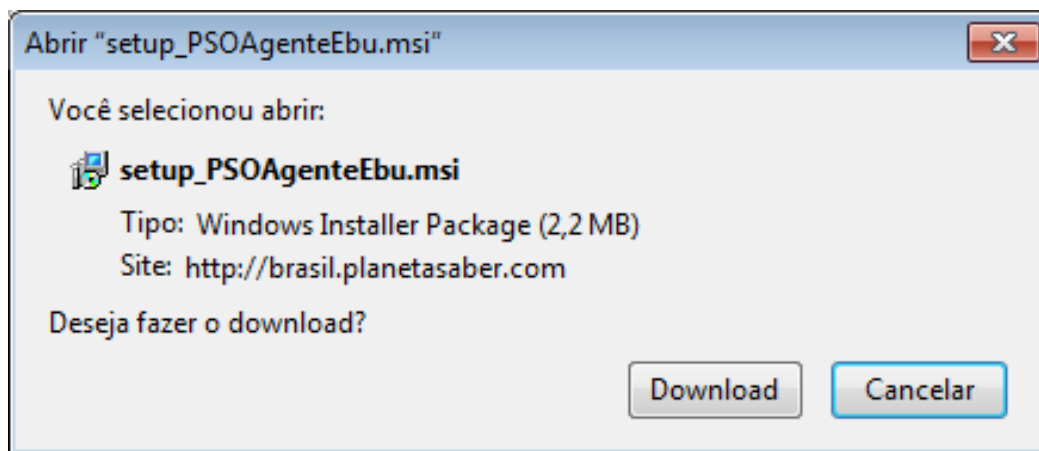 Abrir “setup_PSOAgenteEbu.msi”
Você selecionou abrir:
setup_PSOAgenteEbu.msi
Tipo: Windows Installer Package (2,2 MB)
Site: http://brasil.planetasaber.com
Deseja fazer o download?
Download Cancelar